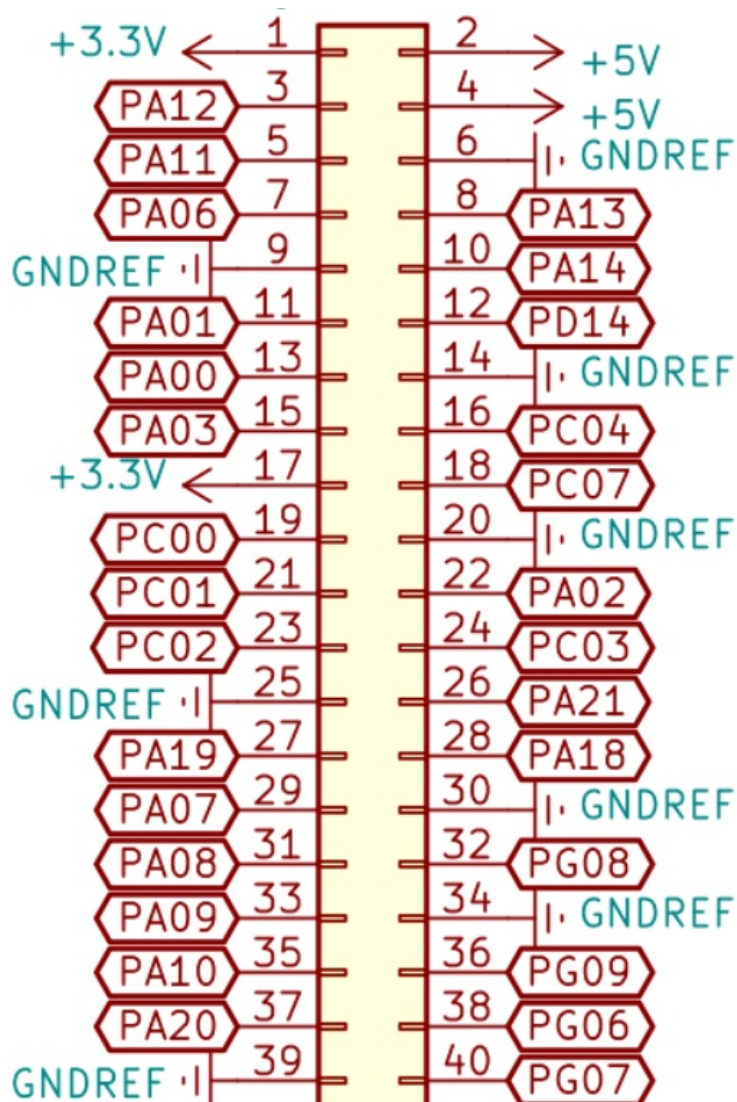 +3.3V 1 2 +5V
PA12 3 4 +5V
PA11 5 6 GNDREF
PA06 7 8 PA13
GNDREF 9 10 PA14
PA01 11 12 PD14
PA00 13 14 GNDREF
PA03 15 16 PC04
+3.3V 17 18 PC07
PC00 19 20 GNDREF
PC01 21 22 PA02
PC02 23 24 PC03
GNDREF 25 26 PA21
PA19 27 28 PA18
PA07 29 30 GNDREF
PA08 31 32 PG08
PA09 33 34 GNDREF
PA10 35 36 PG09
PA20 37 38 PG06
GNDREF 39 40 PG07